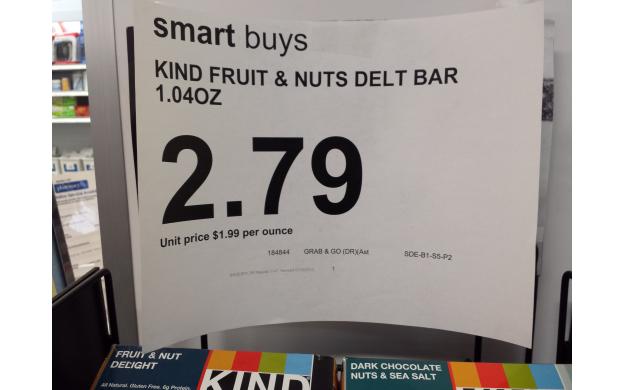 smart buys
KIND FRUIT & NUTS DELT BAR
1.04OZ
2.79
Unit price $1.99 per ounce
184844 GRAB & GO (DR)(Ast SDE-B1-S5-P2
1
FRUIT & NUT
DELIGHT
All Natural, Gluten Free, 6g Protein,
KIND
DARK CHOCOLATE
NUTS & SEA SALT